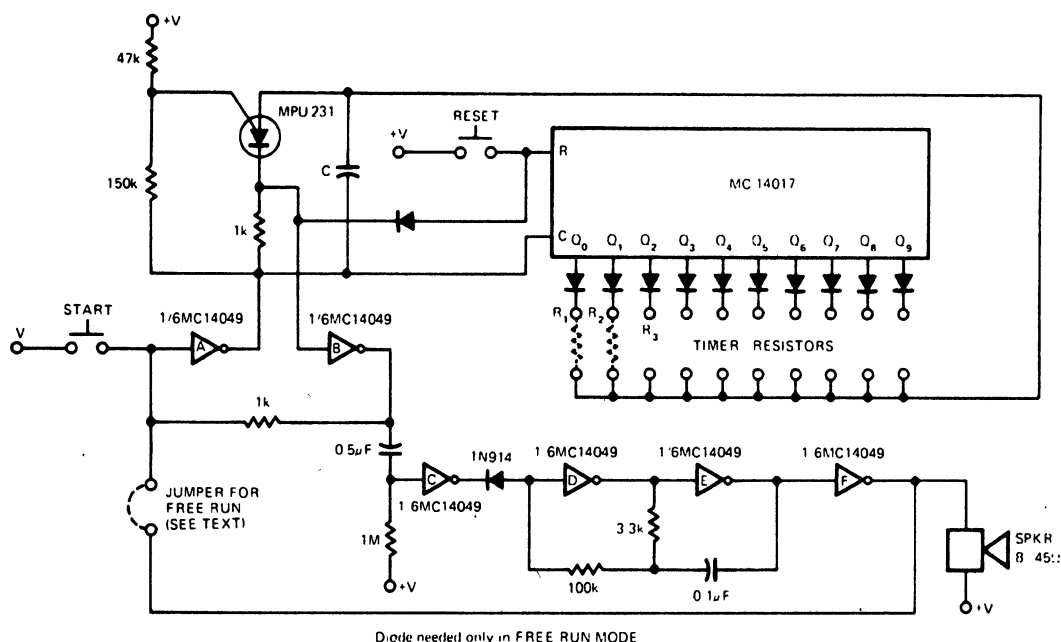 +V
47k
MPU 231
RESET
+V
R
MC 14017
C
150k
1k
C
Q0 Q1 Q2 Q3 Q4 Q5 Q6 Q7 Q8 Q9
START
V
1/6MC14049
A
1/6MC14049
B
R1 R2 R3
TIMER RESISTORS
1k
0 5µF
1 6MC14049
C
1N914
1 6MC14049
D
1/6MC14049
E
1 6MC14049
F
JUMPER FOR
FREE RUN
(SEE TEXT)
1M
+V
3 3k
100k
0 1µF
SPKR
8 45Ω
+V
Diode needed only in FREE RUN MODE